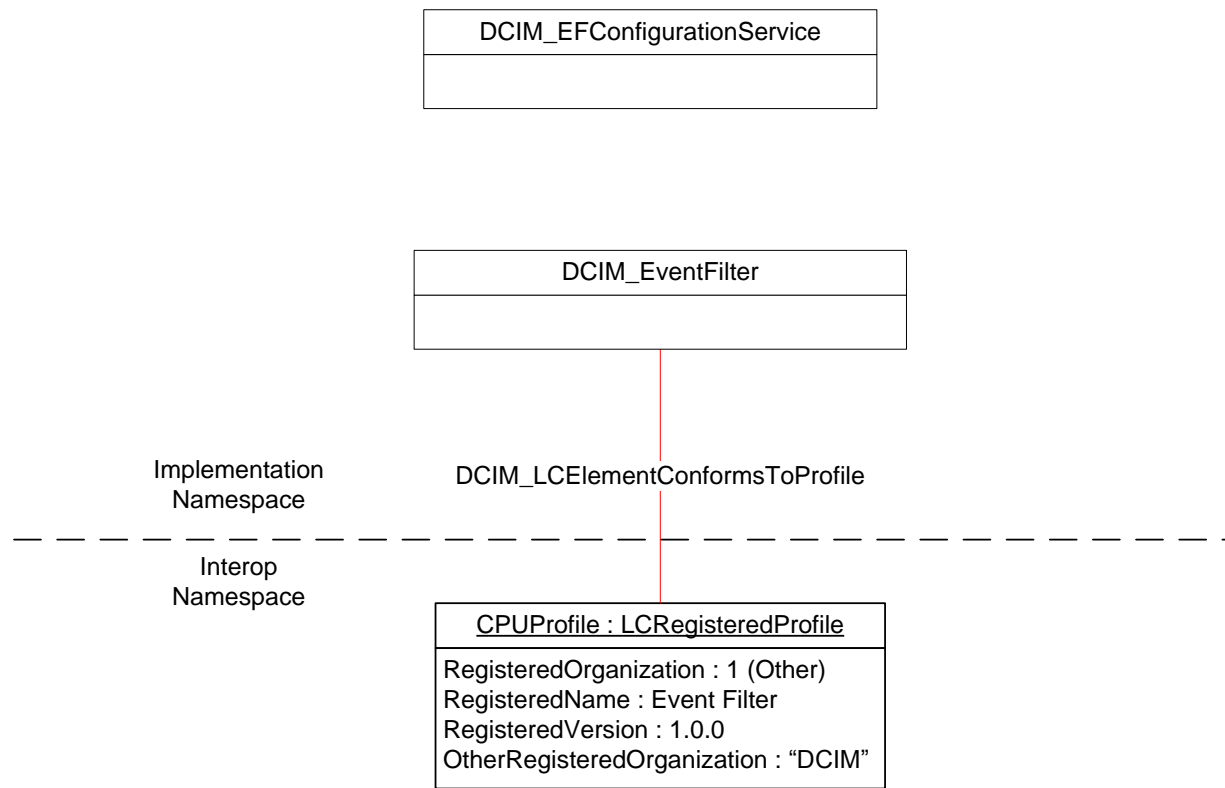 DCIM_EFConfigurationService
DCIM_EventFilter
Implementation
Namespace
DCIM_LCElementConformsToProfile
Interop
Namespace
CPUProfile : LCRegisteredProfile
RegisteredOrganization : 1 (Other)
RegisteredName : Event Filter
RegisteredVersion : 1.0.0
OtherRegisteredOrganization : “DCIM”